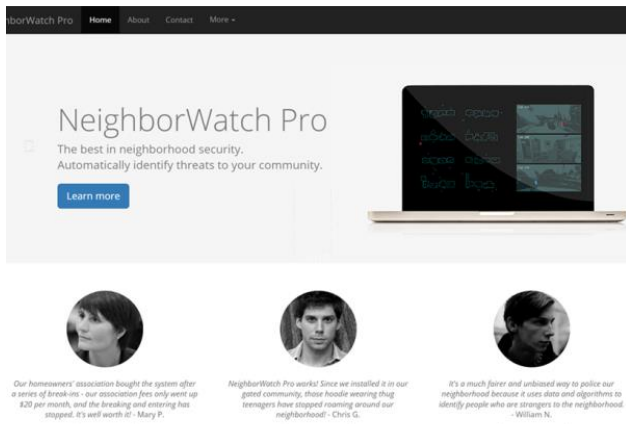 nborWatch Pro Home About Contact More
NeighborWatch Pro
The best in neighborhood security.
Automatically identify threats to your community.
Learn more
Our homeowners' association bought the system after
a series of break-ins - our association fees only went up
$20 per month, and the breaking and entering has
stopped. It's well worth it! - Mary P.
NeighborWatch Pro works! Since we installed it in our
gated community, those hoodie wearing thug
teenagers have stopped roaming around our
neighborhood! - Chris G.
It's a much fairer and unbiased way to police our
neighborhood because it uses data and algorithms to
identify people who are strangers to the neighborhood.
- William N.